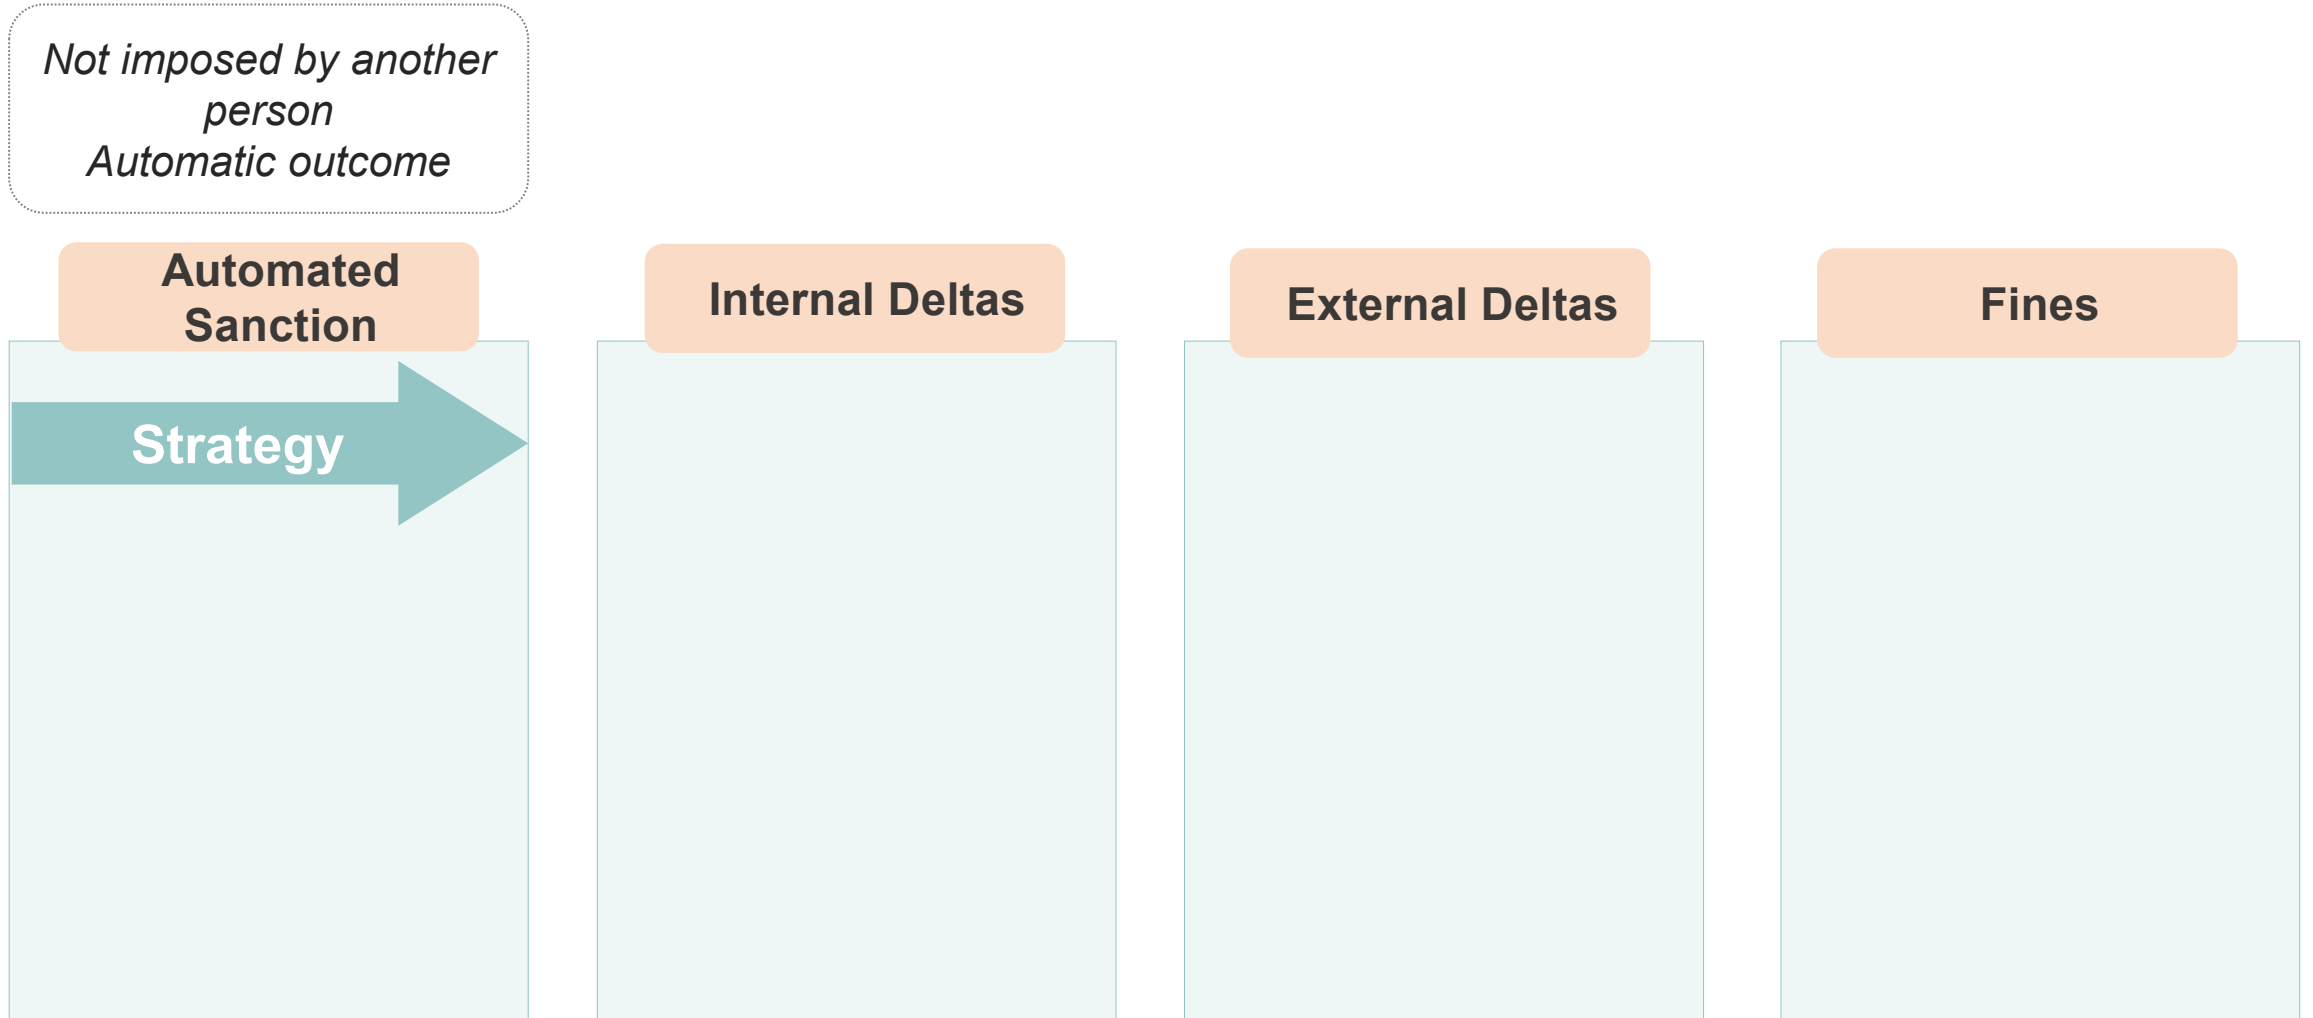 Not imposed by another
person
Automatic outcome
Automated
Sanction
Internal Deltas
External Deltas
Fines
Strategy